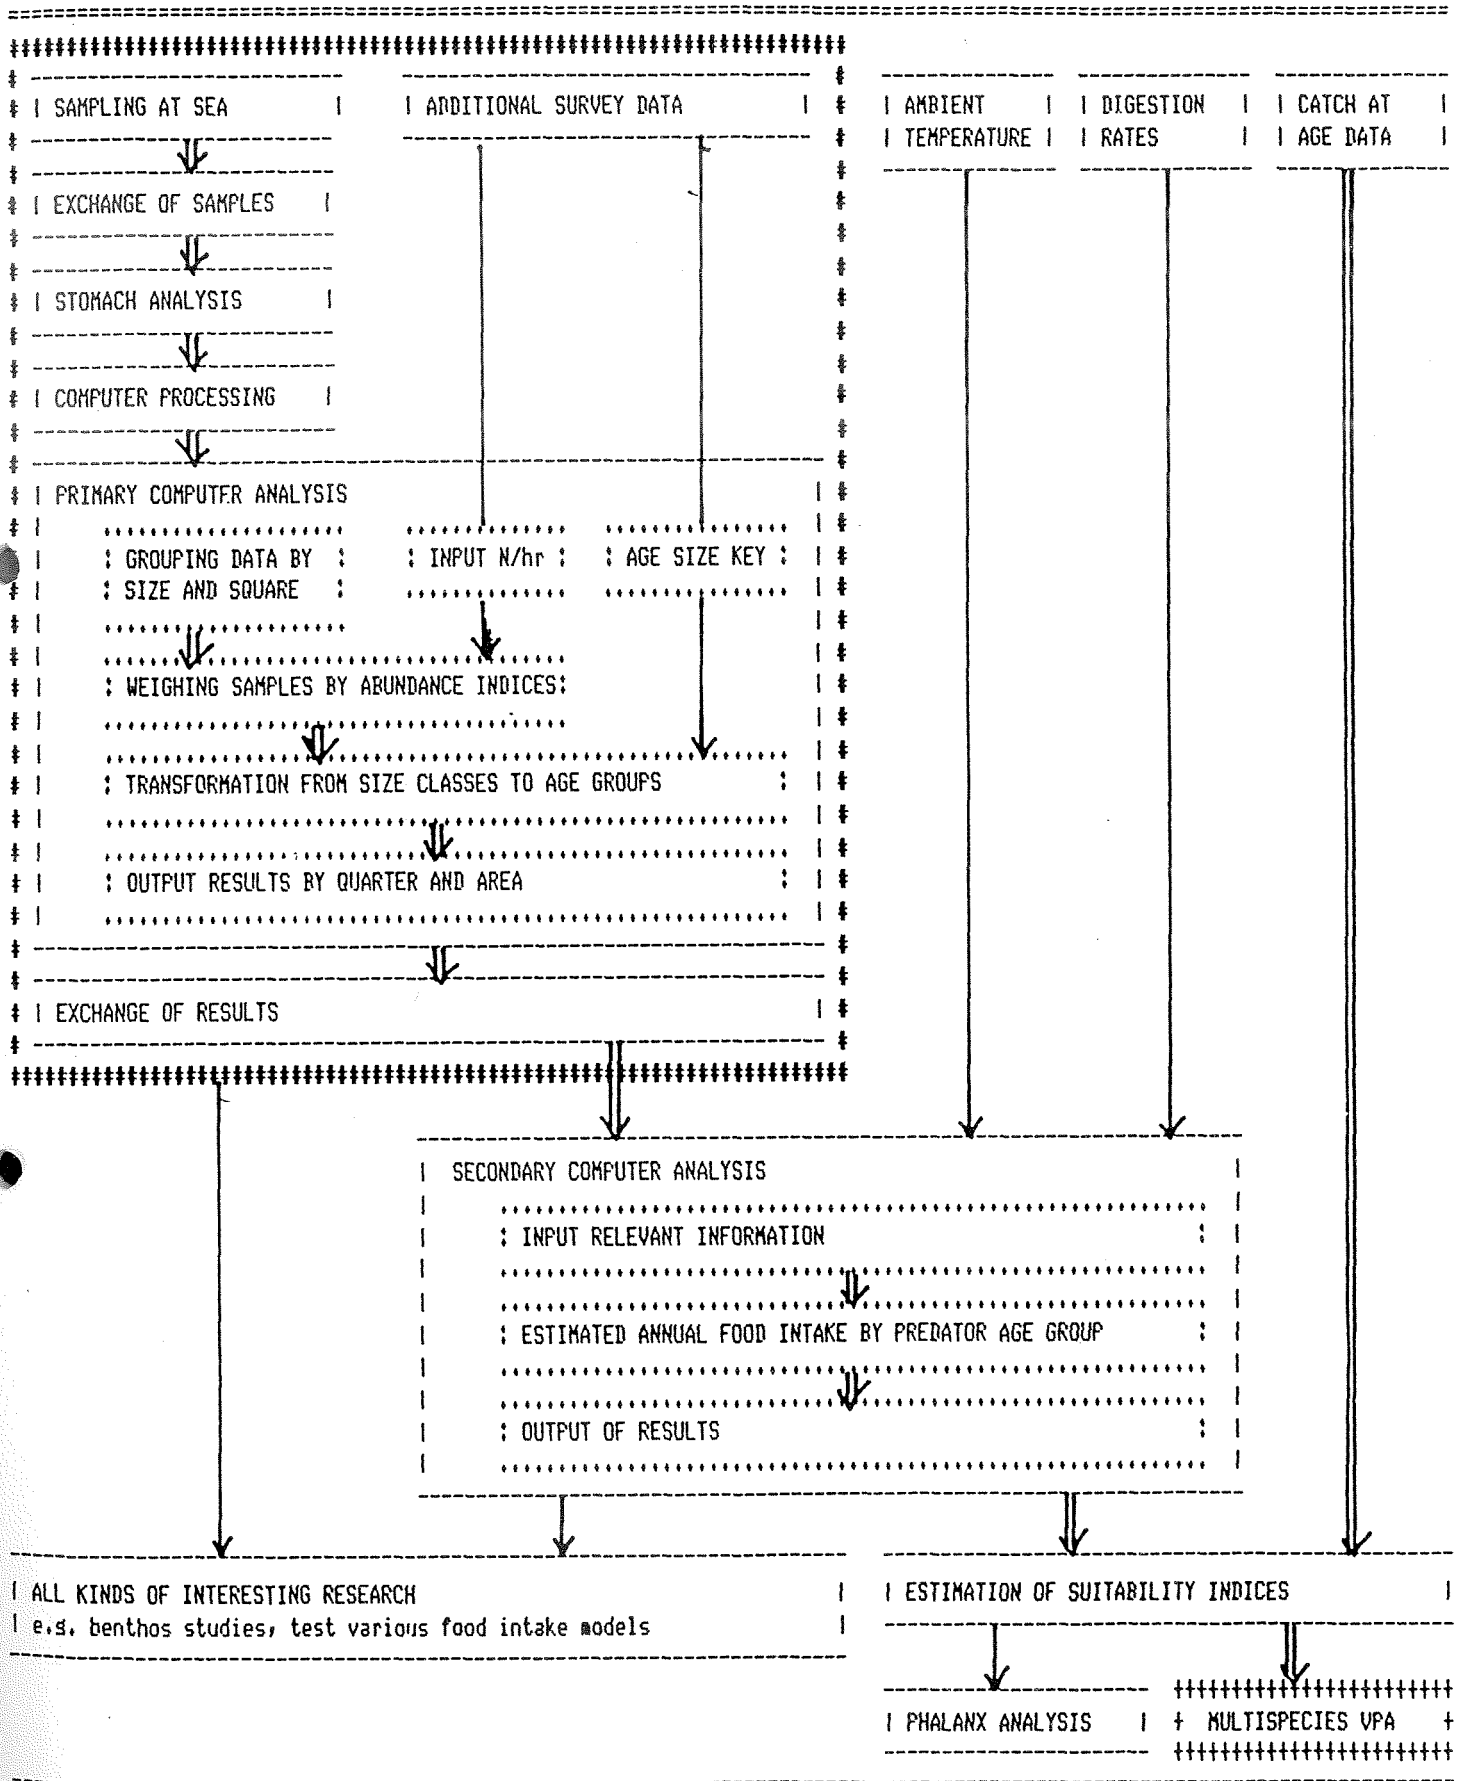 SAMPLING AT SEA
ADDITIONAL SURVEY DATA
AMBIENT
TEMPERATURE
DIGESTION
RATES
CATCH AT
AGE DATA
EXCHANGE OF SAMPLES
STOMACH ANALYSIS
COMPUTER PROCESSING
PRIMARY COMPUTER ANALYSIS
GROUPING DATA BY
SIZE AND SQUARE
INPUT N/hr
AGE SIZE KEY
WEIGHING SAMPLES BY ABUNDANCE INDICES
TRANSFORMATION FROM SIZE CLASSES TO AGE GROUPS
OUTPUT RESULTS BY QUARTER AND AREA
EXCHANGE OF RESULTS
SECONDARY COMPUTER ANALYSIS
INPUT RELEVANT INFORMATION
ESTIMATED ANNUAL FOOD INTAKE BY PREDATOR AGE GROUP
OUTPUT OF RESULTS
ALL KINDS OF INTERESTING RESEARCH
e.g. benthos studies, test various food intake models
ESTIMATION OF SUITABILITY INDICES
PHALANX ANALYSIS
MULTISPECIES VPA